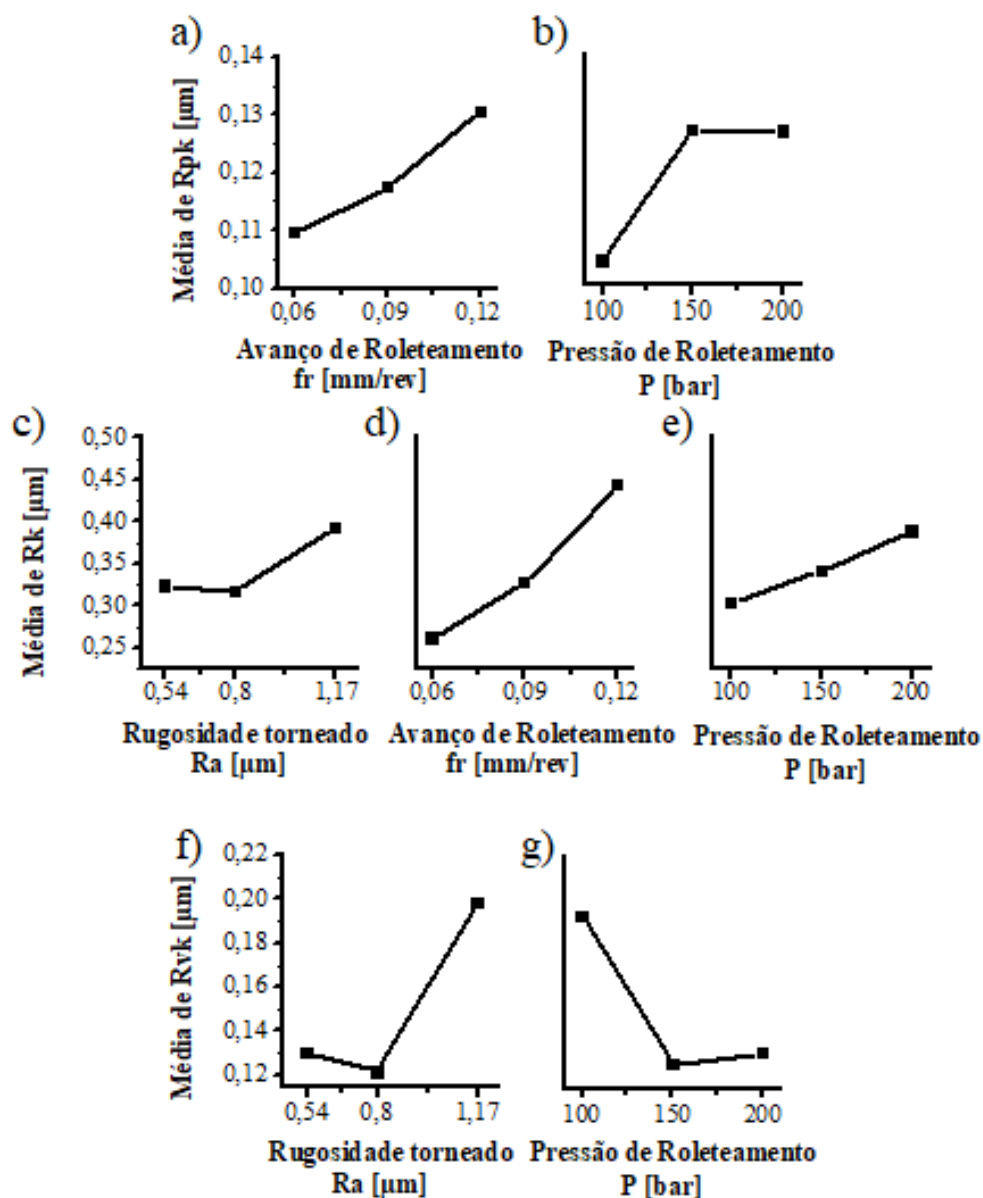 a)
b)
Média de Rpk [µm]
0,14
0,13
0,12
0,11
0,10
0,06 0,09 0,12
100 150 200
Avanço de Roleteamento
fr [mm/rev]
Pressão de Roleteamento
P [bar]
c)
d)
e)
Média de Rk [µm]
0,50
0,45
0,40
0,35
0,30
0,25
0,54 0,8 1,17
0,06 0,09 0,12
100 150 200
Rugosidade torneado
Ra [µm]
Avanço de Roleteamento
fr [mm/rev]
Pressão de Roleteamento
P [bar]
f)
g)
Média de Rvk [µm]
0,22
0,20
0,18
0,16
0,14
0,12
0,54 0,8 1,17
100 150 200
Rugosidade torneado
Ra [µm]
Pressão de Roleteamento
P [bar]